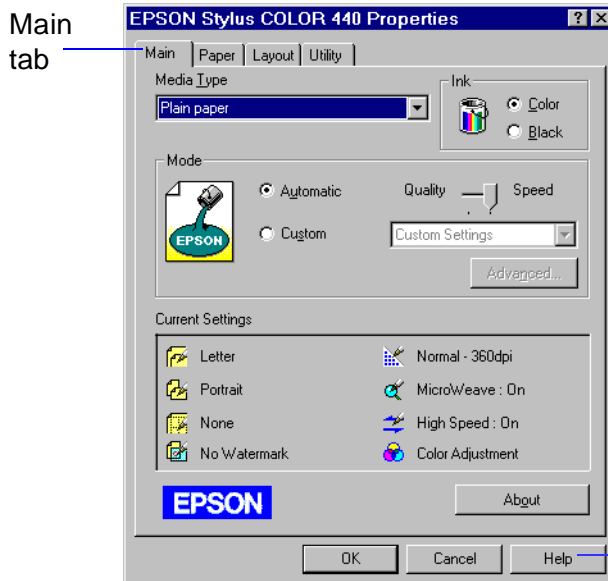 Main
tab
EPSON Stylus COLOR 440 Properties
Main Paper Layout Utility
Media Type
Plain paper
Ink
Color
Black
Mode
EPSON
Automatic
Custom
Quality Speed
Custom Settings
Advanced...
Current Settings
Letter Normal - 360dpi
Portrait MicroWeave : On
None High Speed : On
No Watermark Color Adjustment
EPSON
About
OK Cancel Help